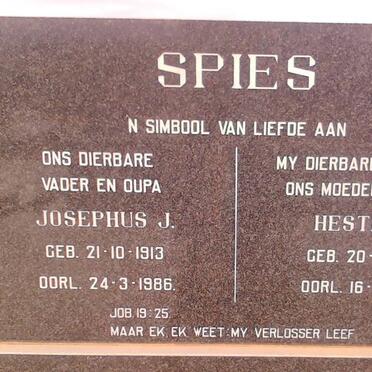 SPIES
'N SIMBOOL VAN LIEFDE AAN
ONS DIERBARE
VADER EN OUPA
JOSEPHUS J.
GEB. 21-10-1913
OORL. 24-3-1986.
JOB. 19:25.
MAAR EK, EK WEET: MY VERLOSSER LEEF
MY DIERBARE
ONS MOEDE
HEST
GEB. 20-
OORL. 16-